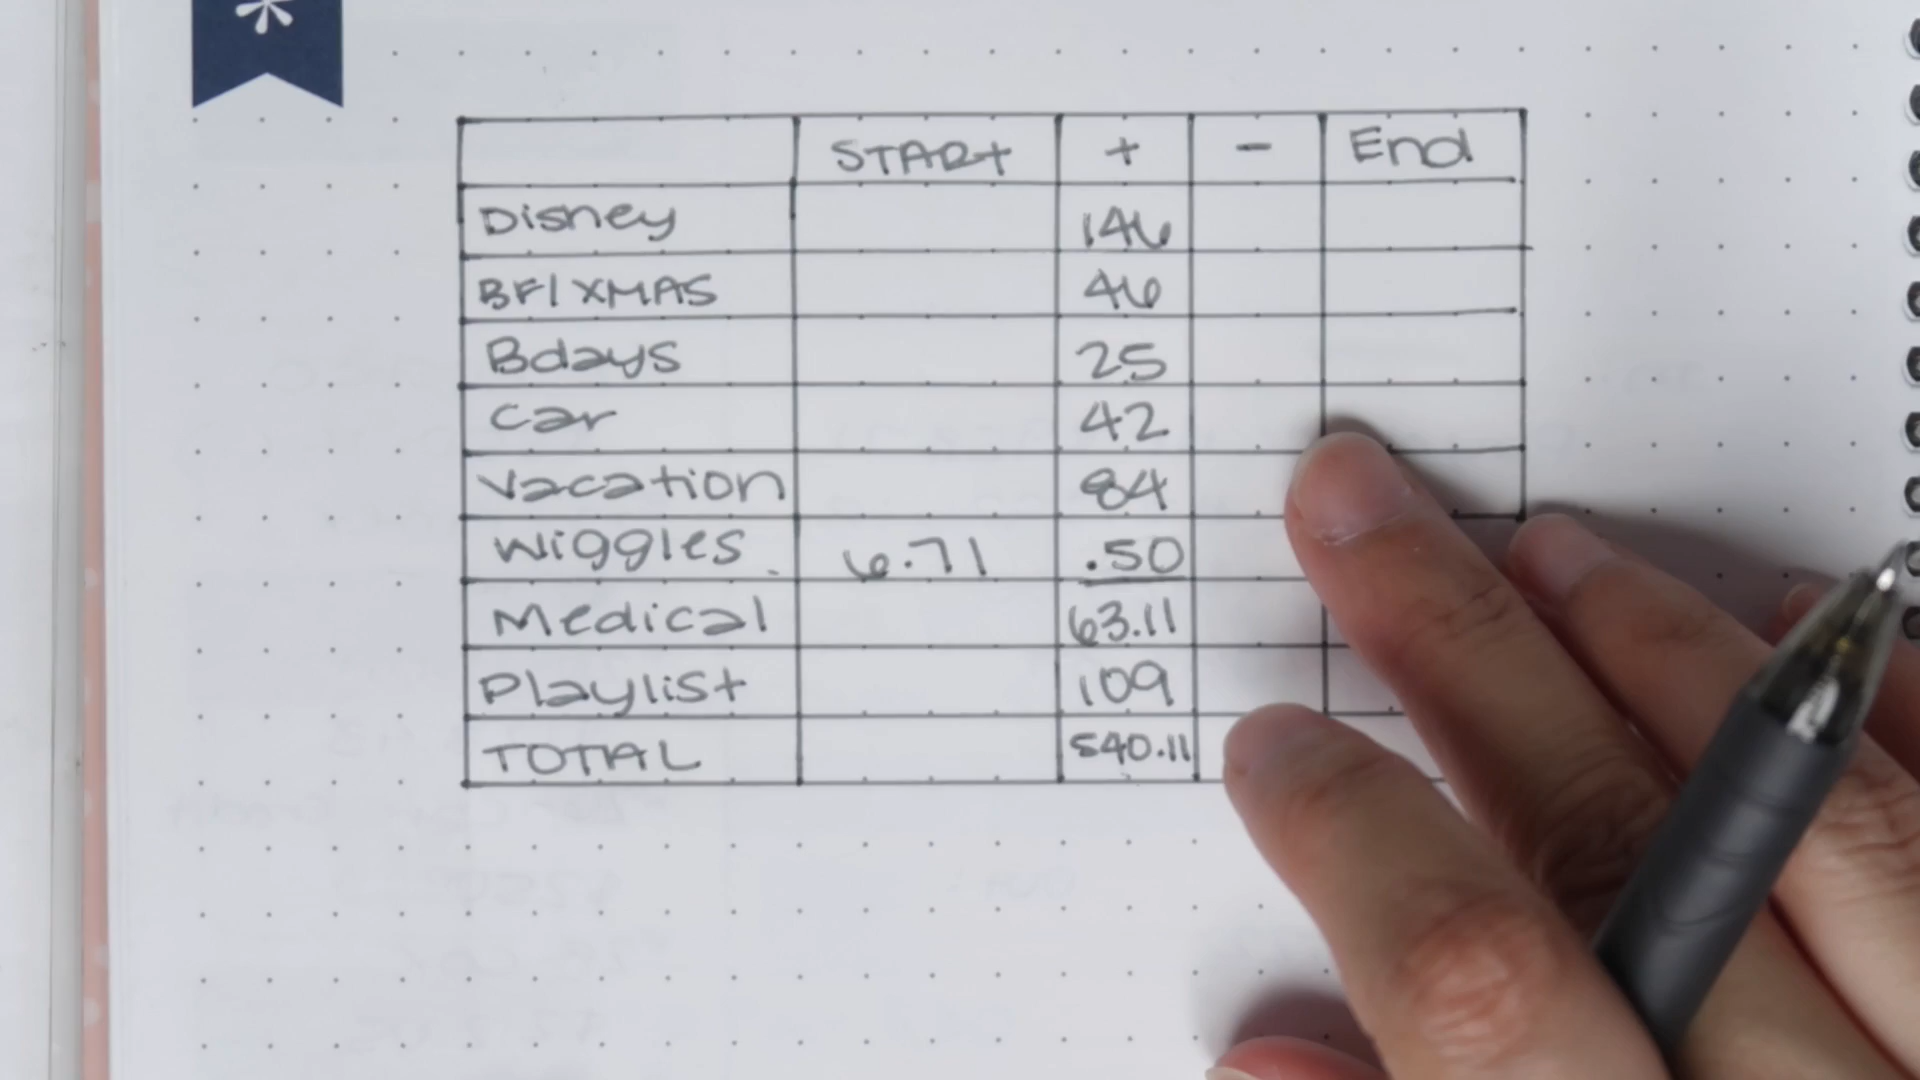 START + - End
Disney 146
BF/XMAS 46
Bdays 25
Car 42
Vacation 84
Wiggles 6.71 .50
Medical 63.11
Playlist 109
TOTAL 540.11